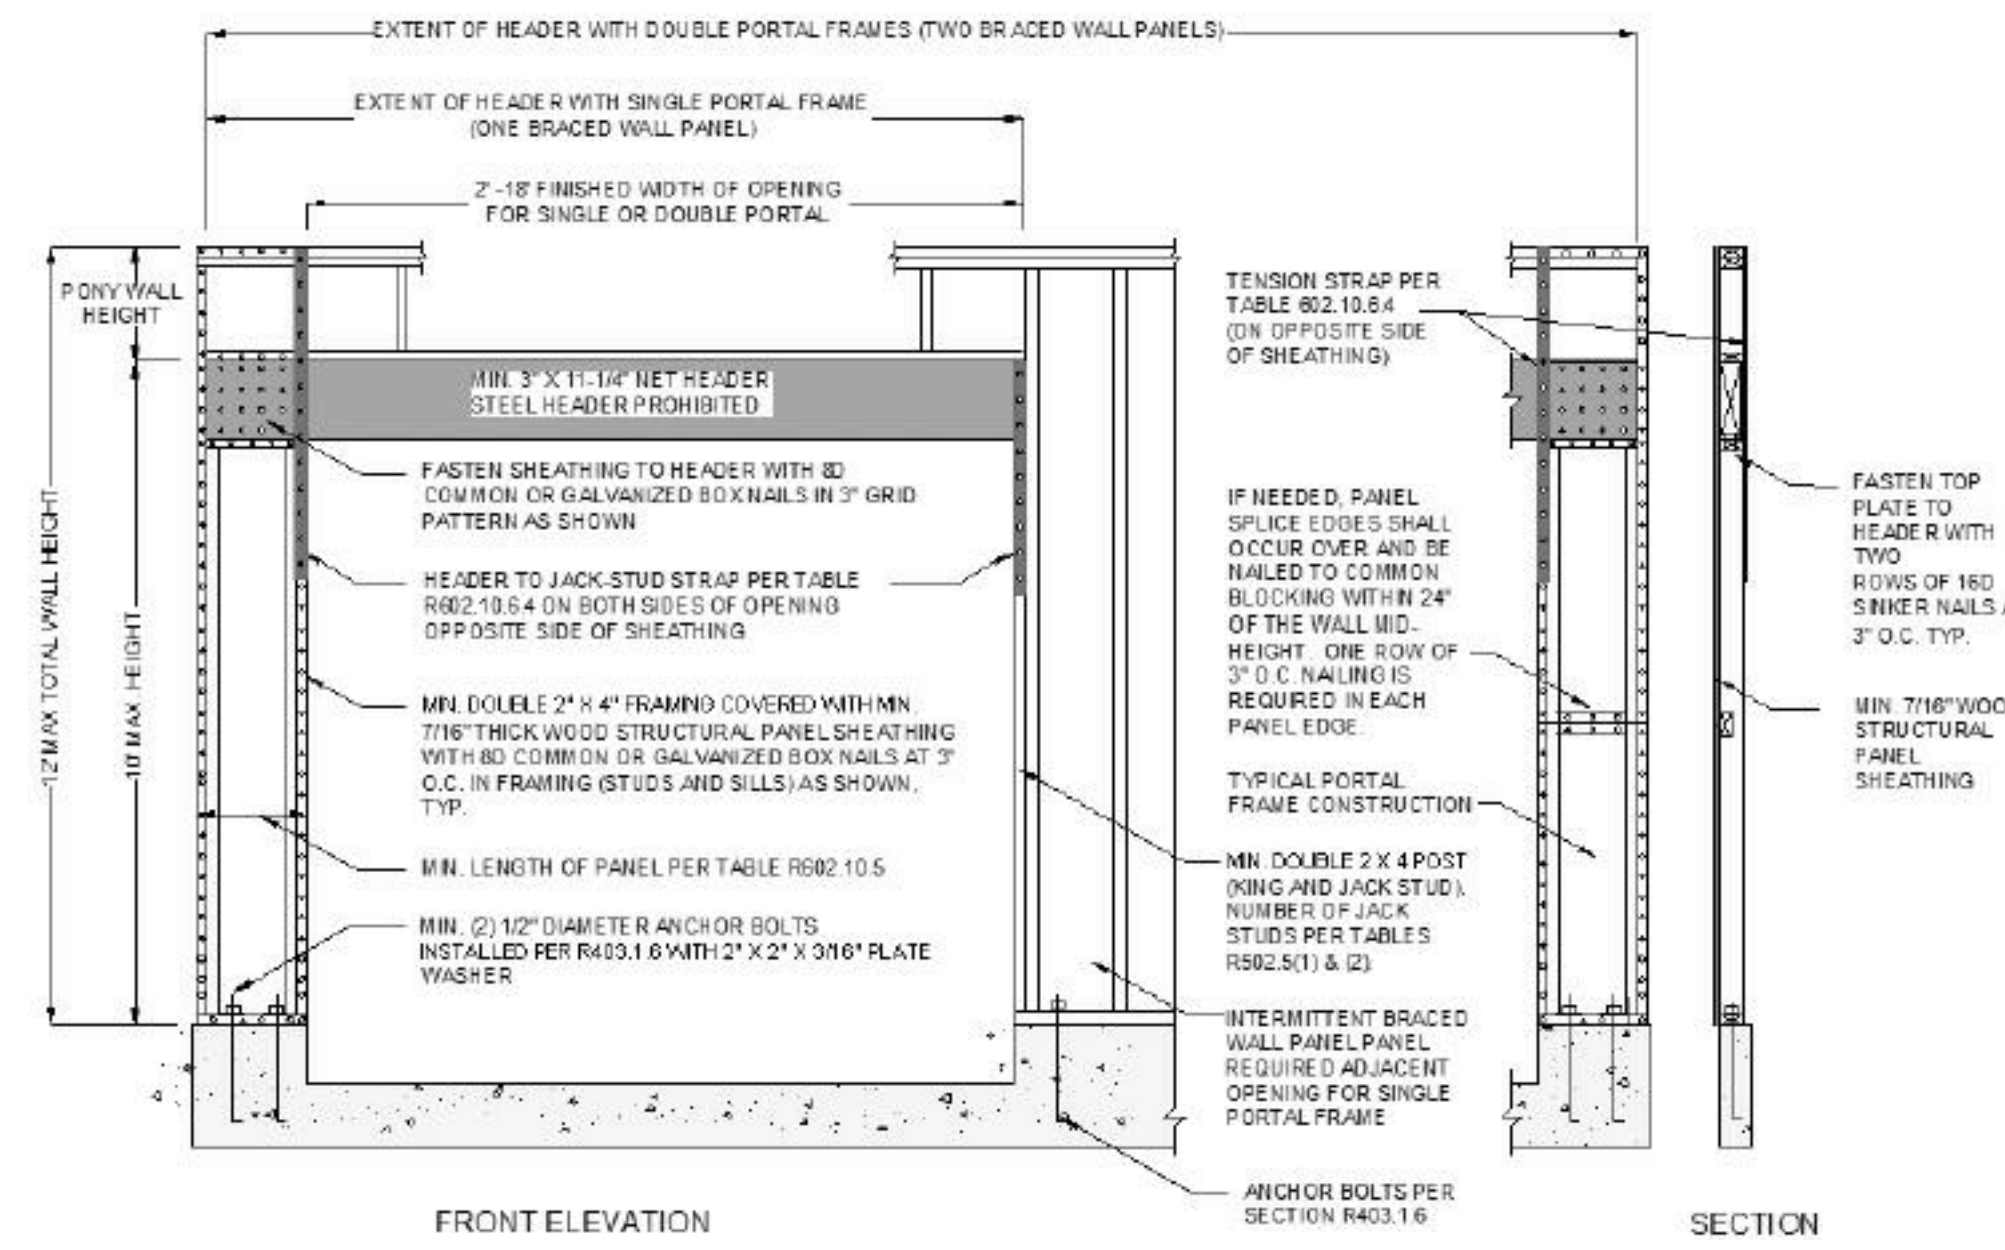 EXTENT OF HEADER WITH DOUBLE PORTAL FRAMES (TWO BRACED WALL PANELS)
EXTENT OF HEADER WITH SINGLE PORTAL FRAME
(ONE BRACED WALL PANEL)
2' -18' FINISHED WIDTH OF OPENING
FOR SINGLE OR DOUBLE PORTAL
PONY WALL
HEIGHT
12' MAX TOTAL WALL HEIGHT
10' MAX. HEIGHT
MIN. 3" X 11-1/4" NET HEADER
STEEL HEADER PROHIBITED
FASTEN SHEATHING TO HEADER WITH 8D
COMMON OR GALVANIZED BOX NAILS IN 3" GRID
PATTERN AS SHOWN
HEADER TO JACK-STUD STRAP PER TABLE
R602.10.6.4 ON BOTH SIDES OF OPENING
OPPOSITE SIDE OF SHEATHING
MIN. DOUBLE 2" X 4" FRAMING COVERED WITH MIN.
7/16" THICK WOOD STRUCTURAL PANEL SHEATHING
WITH 8D COMMON OR GALVANIZED BOX NAILS AT 3"
O.C. IN FRAMING (STUDS AND SILLS) AS SHOWN,
TYP.
MIN. LENGTH OF PANEL PER TABLE R602.10.5
MIN. (2) 1/2" DIAMETER ANCHOR BOLTS
INSTALLED PER R403.1.6 WITH 2" X 2" X 3/16" PLATE
WASHER
TENSION STRAP PER
TABLE 602.10.6.4
(ON OPPOSITE SIDE
OF SHEATHING)
IF NEEDED, PANEL
SPLICE EDGES SHALL
OCCUR OVER AND BE
NAILED TO COMMON
BLOCKING WITHIN 24"
OF THE WALL MID-
HEIGHT. ONE ROW OF
3" O.C. NAILING IS
REQUIRED IN EACH
PANEL EDGE.
TYPICAL PORTAL
FRAME CONSTRUCTION
MIN. DOUBLE 2 X 4 POST
(KING AND JACK STUD).
NUMBER OF JACK
STUDS PER TABLES
R502.5(1) & (2).
INTERMITTENT BRACED
WALL PANEL PANEL
REQUIRED ADJACENT
OPENING FOR SINGLE
PORTAL FRAME
ANCHOR BOLTS PER
SECTION R403.1.6
FASTEN TOP
PLATE TO
HEADER WITH
TWO
ROWS OF 16D
SINKER NAILS
3" O.C. TYP.
MIN. 7/16"
STRUCTURAL
PANEL
SHEATHING
FRONT ELEVATION
SECTION